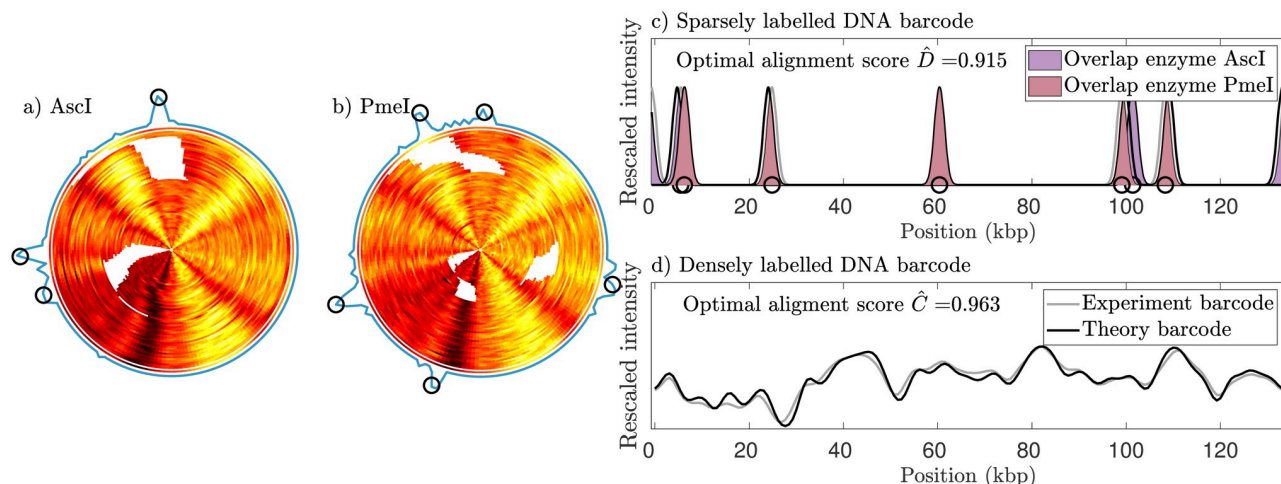 a) AscI
b) PmeI
c) Sparsely labelled DNA barcode
Rescaled intensity
Optimal alignment score D̂ =0.915
Overlap enzyme AscI
Overlap enzyme PmeI
0 20 40 60 80 100 120
Position (kbp)
d) Densely labelled DNA barcode
Rescaled intensity
Optimal aligment score Ĉ =0.963
Experiment barcode
Theory barcode
0 20 40 60 80 100 120
Position (kbp)